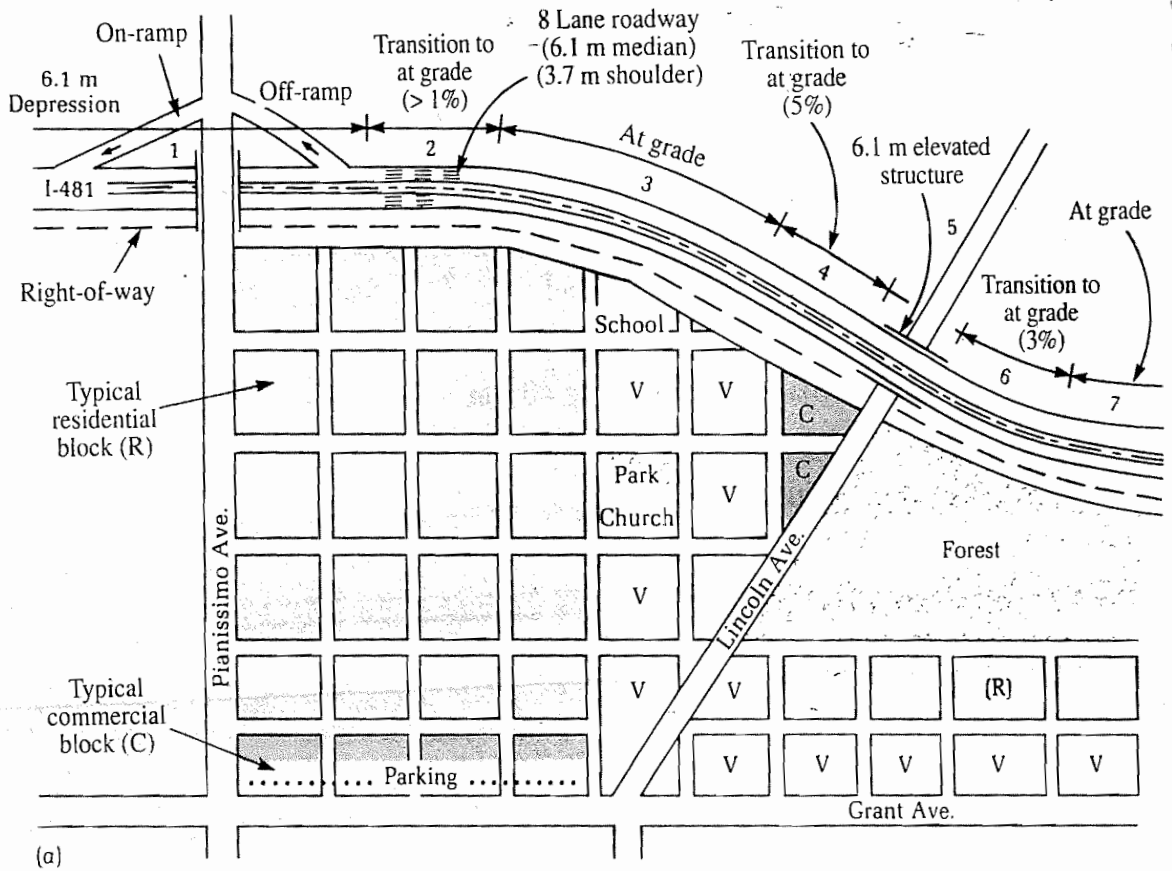 On-ramp
6.1 m
Depression
Off-ramp
Transition to
at grade
(> 1%)
8 Lane roadway
(6.1 m median)
(3.7 m shoulder)
Transition to
at grade
(5%)
1
2
At grade
3
6.1 m elevated
structure
I-481
5
At grade
4
Right-of-way
Transition to
at grade
(3%)
School
6
7
Typical
residential
block (R)
V
V
C
C
Park
Church
V
Pianissimo Ave.
Forest
V
Lincoln Ave.
Typical
commercial
block (C)
V
V
(R)
Parking
V
V
V
V
V
Grant Ave.
(a)